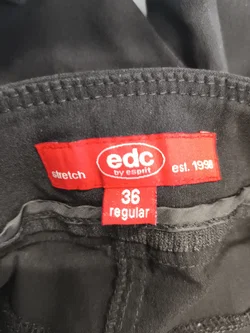 edc
by esprit
stretch
est. 1998
36
regular